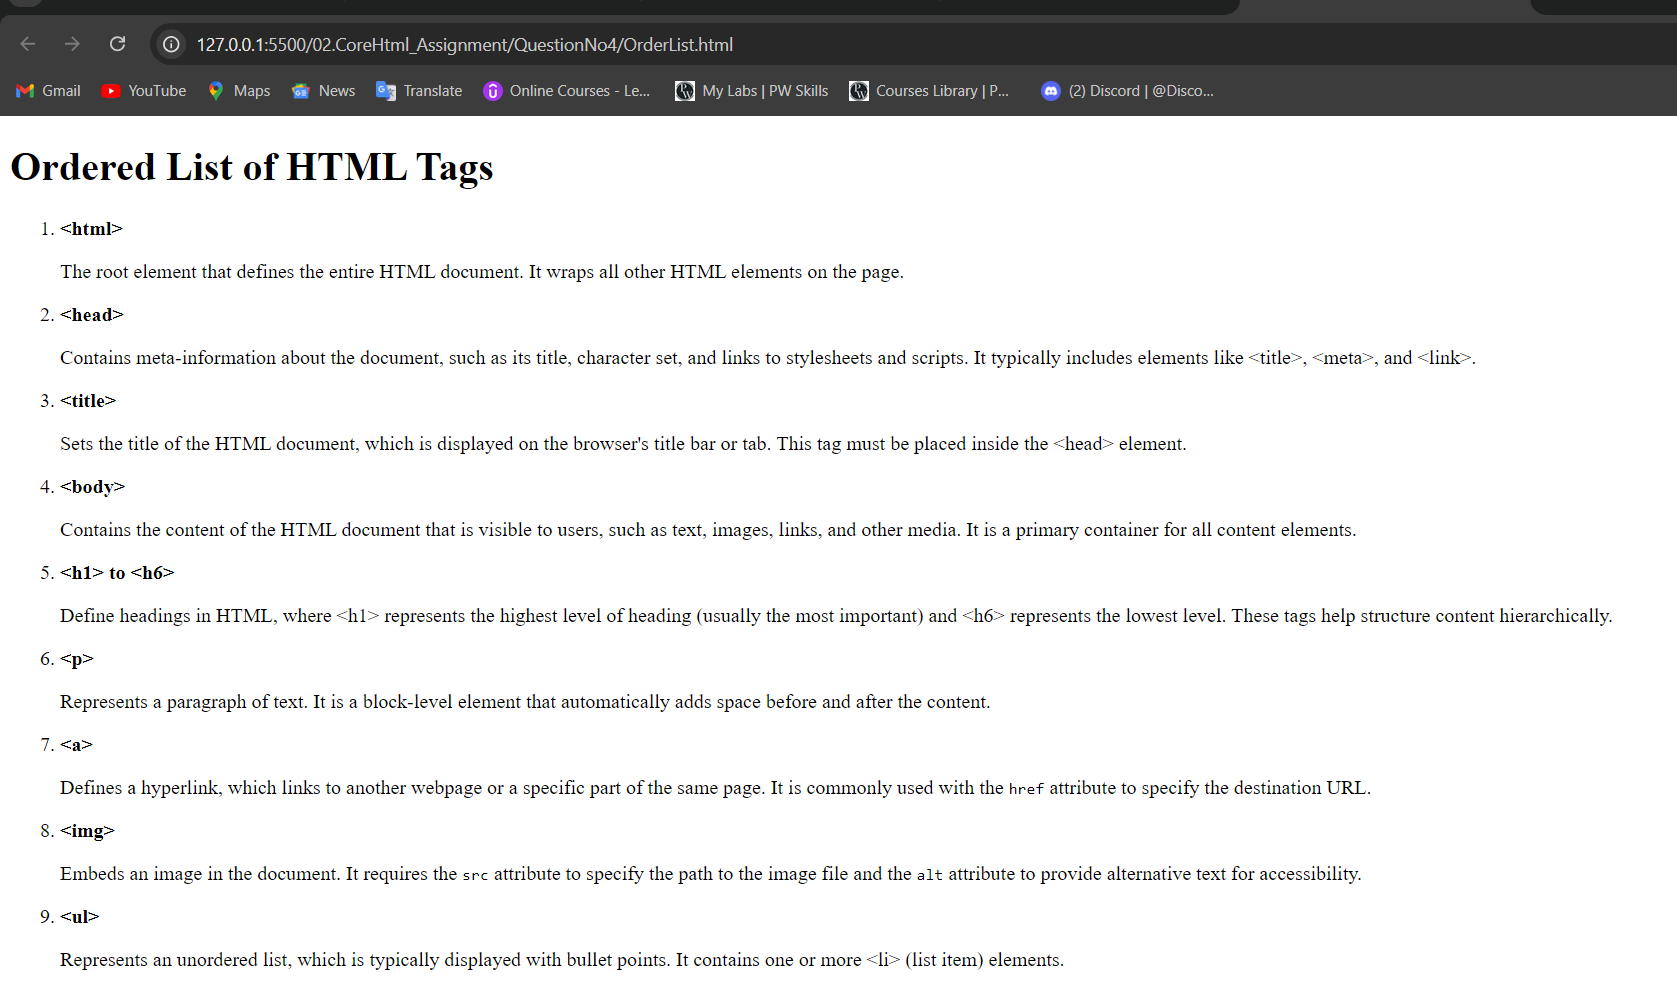 127.0.0.1:5500/02.CoreHtml_Assignment/QuestionNo4/OrderList.html
Gmail YouTube Maps News Translate Online Courses - Le... My Labs | PW Skills Courses Library | P... (2) Discord | @Disco...
Ordered List of HTML Tags
1. <html>
The root element that defines the entire HTML document. It wraps all other HTML elements on the page.
2. <head>
Contains meta-information about the document, such as its title, character set, and links to stylesheets and scripts. It typically includes elements like <title>, <meta>, and <link>.
3. <title>
Sets the title of the HTML document, which is displayed on the browser's title bar or tab. This tag must be placed inside the <head> element.
4. <body>
Contains the content of the HTML document that is visible to users, such as text, images, links, and other media. It is a primary container for all content elements.
5. <h1> to <h6>
Define headings in HTML, where <h1> represents the highest level of heading (usually the most important) and <h6> represents the lowest level. These tags help structure content hierarchically.
6. <p>
Represents a paragraph of text. It is a block-level element that automatically adds space before and after the content.
7. <a>
Defines a hyperlink, which links to another webpage or a specific part of the same page. It is commonly used with the href attribute to specify the destination URL.
8. <img>
Embeds an image in the document. It requires the src attribute to specify the path to the image file and the alt attribute to provide alternative text for accessibility.
9. <ul>
Represents an unordered list, which is typically displayed with bullet points. It contains one or more <li> (list item) elements.